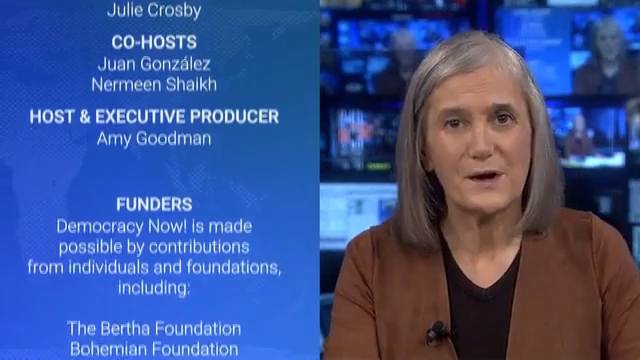 Julie Crosby
CO-HOSTS
Juan González
Nermeen Shaikh
HOST & EXECUTIVE PRODUCER
Amy Goodman
FUNDERS
Democracy Now! is made
possible by contributions
from individuals and foundations,
including:
The Bertha Foundation
Bohemian Foundation